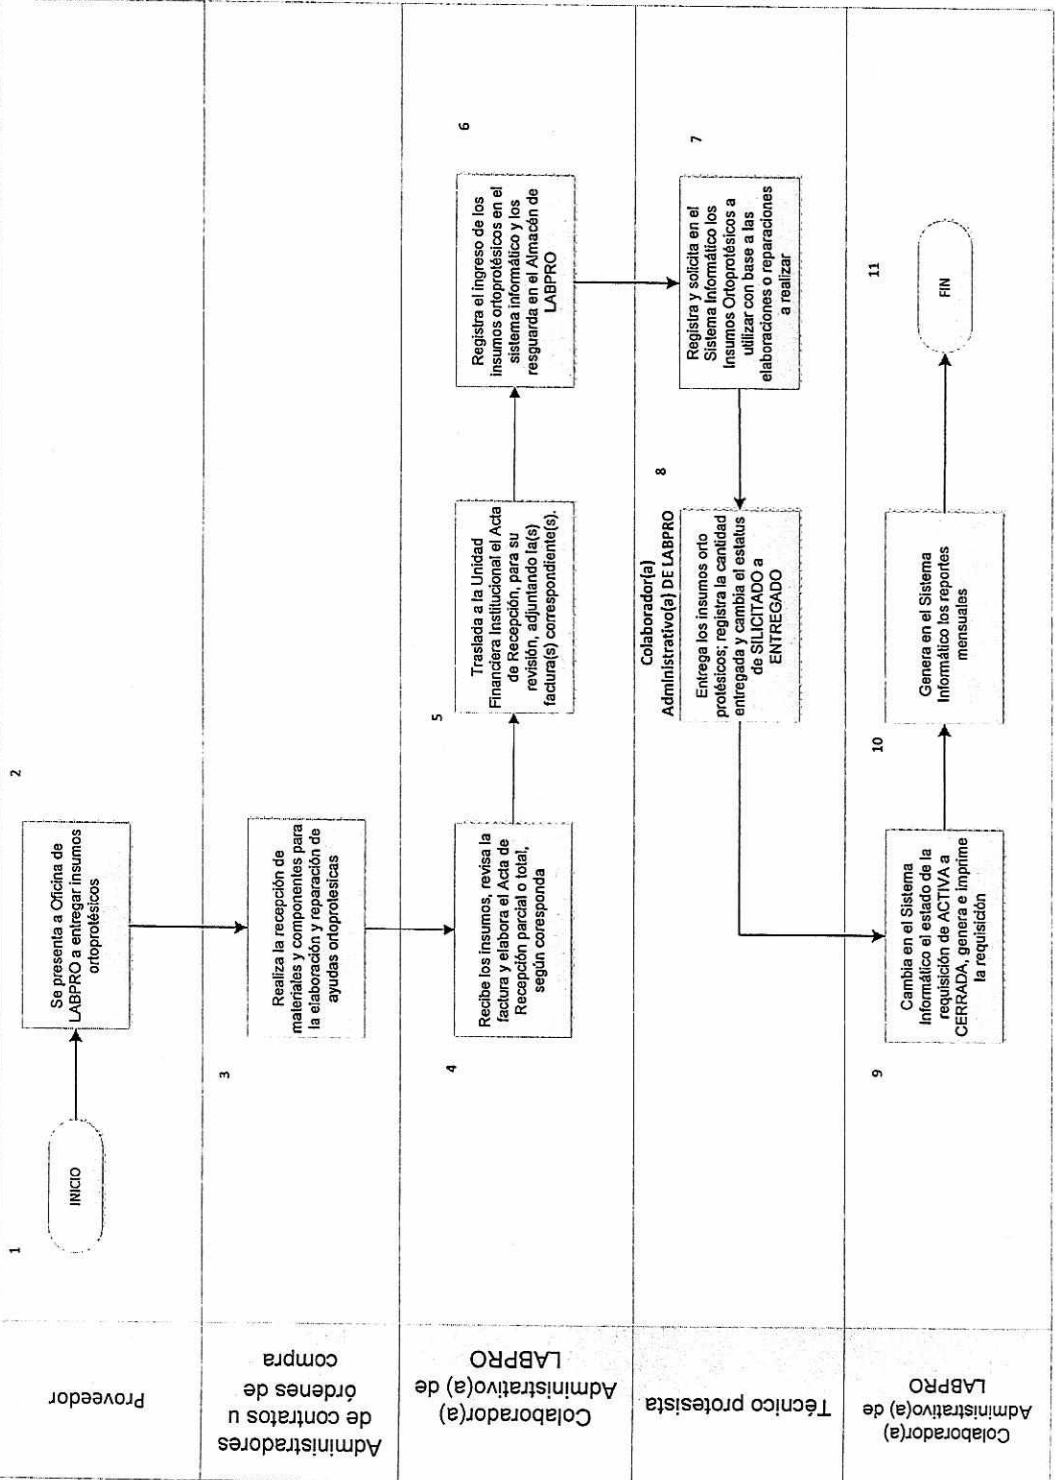 Proveedor
1
INICIO
2
Se presenta a Oficina de
LABPRO a entregar insumos
ortoprotésicos
Administradores
de contratos u
órdenes de
compra
3
Realiza la recepción de
materiales y componentes para
la elaboración y reparación de
ayudas ortoprotesicas
Colaborador(a)
Administrativo(a) de
LABPRO
4
Recibe los insumos, revisa la
factura y elabora el Acta de
Recepción parcial o total,
según coresponda
5
Traslada a la Unidad
Financiera Institucional el Acta
de Recepción, para su
revisión, adjuntando la(s)
factura(s) correspondiente(s).
6
Registra el ingreso de los
insumos ortoprotésicos en el
sistema informático y los
resguarda en el Almacén de
LABPRO
Técnico protesista
7
Registra y solicita en el
Sistema Informático los
Insumos Ortoprotésicos a
utilizar con base a las
elaboraciones o reparaciones
a realizar
8
Colaborador(a)
Administrativo(a) DE LABPRO
Entrega los insumos orto
protésicos; registra la cantidad
entregada y cambia el estatus
de SILICITADO a
ENTREGADO
Colaborador(a)
Administrativo(a) de
LABPRO
9
Cambia en el Sistema
Informático el estado de la
requisición de ACTIVA a
CERRADA, genera e imprime
la requisición
10
Genera en el Sistema
Informático los reportes
mensuales
11
FIN